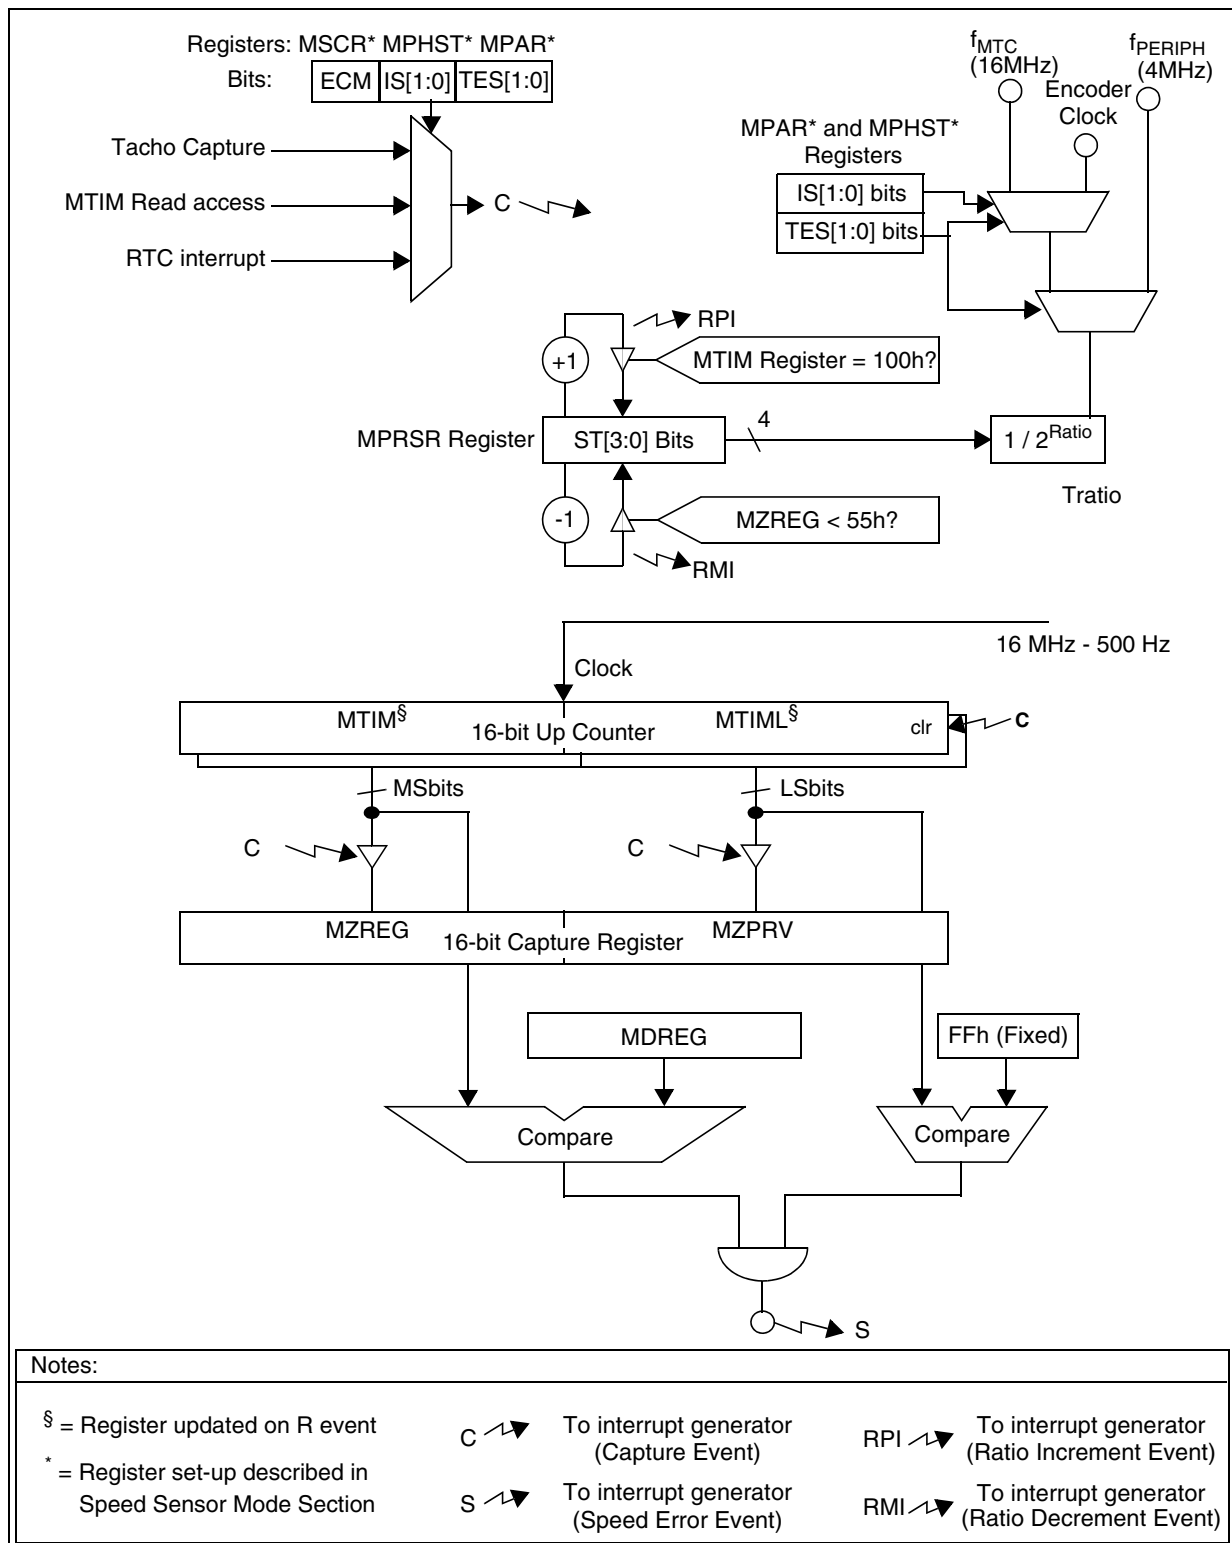 Registers: MSCR* MPHST* MPAR*
Bits: ECM IS[1:0] TES[1:0]
Tacho Capture
MTIM Read access
RTC interrupt
C
fMTC
(16MHz)
fPERIPH
(4MHz)
Encoder
Clock
MPAR* and MPHST*
Registers
IS[1:0] bits
TES[1:0] bits
RPI
+1
MTIM Register = 100h?
MPRSR Register
ST[3:0] Bits
4
1 / 2^Ratio
Tratio
-1
MZREG < 55h?
RMI
16 MHz - 500 Hz
Clock
MTIM§
MTIML§
16-bit Up Counter
clr
C
MSbits
LSbits
C
C
MZREG
MZPRV
16-bit Capture Register
MDREG
FFh (Fixed)
Compare
Compare
S
Notes:
§ = Register updated on R event
* = Register set-up described in
Speed Sensor Mode Section
C
To interrupt generator
(Capture Event)
S
To interrupt generator
(Speed Error Event)
RPI
To interrupt generator
(Ratio Increment Event)
RMI
To interrupt generator
(Ratio Decrement Event)